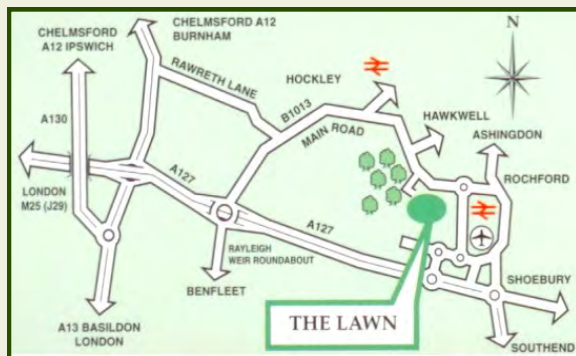 CHELMSFORD
A12 IPSWICH
CHELMSFORD A12
BURNHAM
N
RAWRETH LANE
HOCKLEY
B1013
MAIN ROAD
HAWKWELL
ASHINGDON
A130
ROCHFORD
LONDON
M25 (J29)
A127
A127
RAYLEIGH
WEIR ROUNDABOUT
BENFLEET
SHOEBURY
THE LAWN
A13 BASILDON
LONDON
SOUTHEND